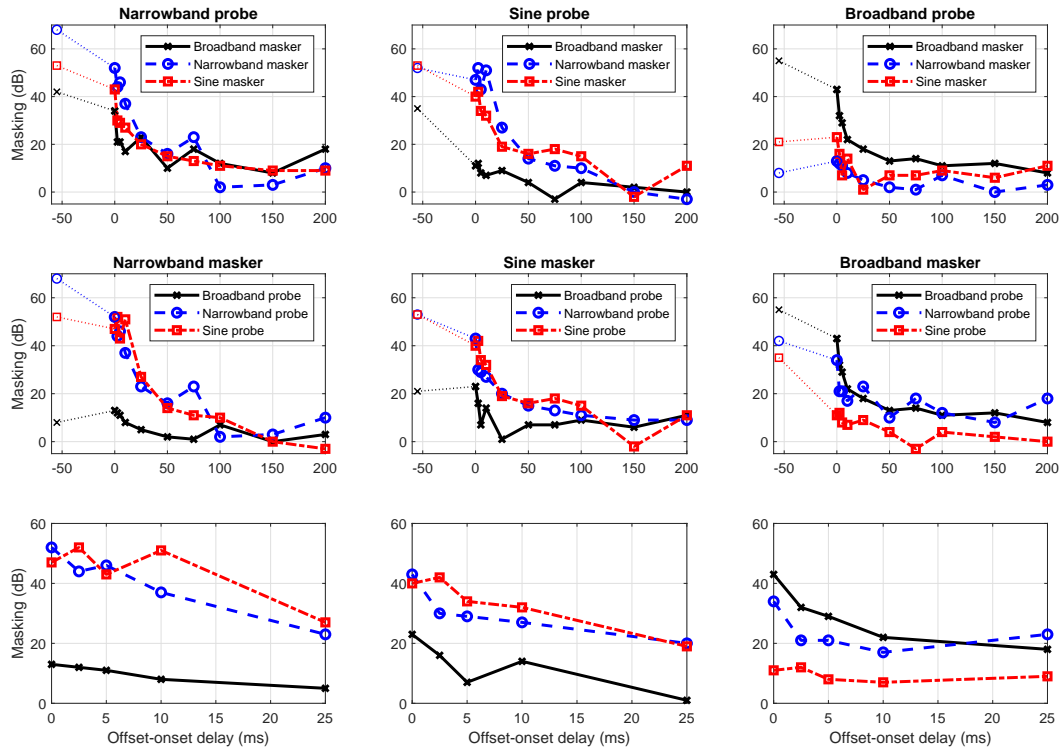 Narrowband probe
Sine probe
Broadband probe
Masking (dB)
60
40
20
0
-50 0 50 100 150 200
Broadband masker
Narrowband masker
Sine masker
60
40
20
0
-50 0 50 100 150 200
Broadband masker
Narrowband masker
Sine masker
60
40
20
0
-50 0 50 100 150 200
Broadband masker
Narrowband masker
Sine masker
Narrowband masker
Sine masker
Broadband masker
Masking (dB)
60
40
20
0
-50 0 50 100 150 200
Broadband probe
Narrowband probe
Sine probe
60
40
20
0
-50 0 50 100 150 200
Broadband probe
Narrowband probe
Sine probe
60
40
20
0
-50 0 50 100 150 200
Broadband probe
Narrowband probe
Sine probe
Masking (dB)
60
40
20
0
0 5 10 15 20 25
Offset-onset delay (ms)
60
40
20
0
0 5 10 15 20 25
Offset-onset delay (ms)
60
40
20
0
0 5 10 15 20 25
Offset-onset delay (ms)